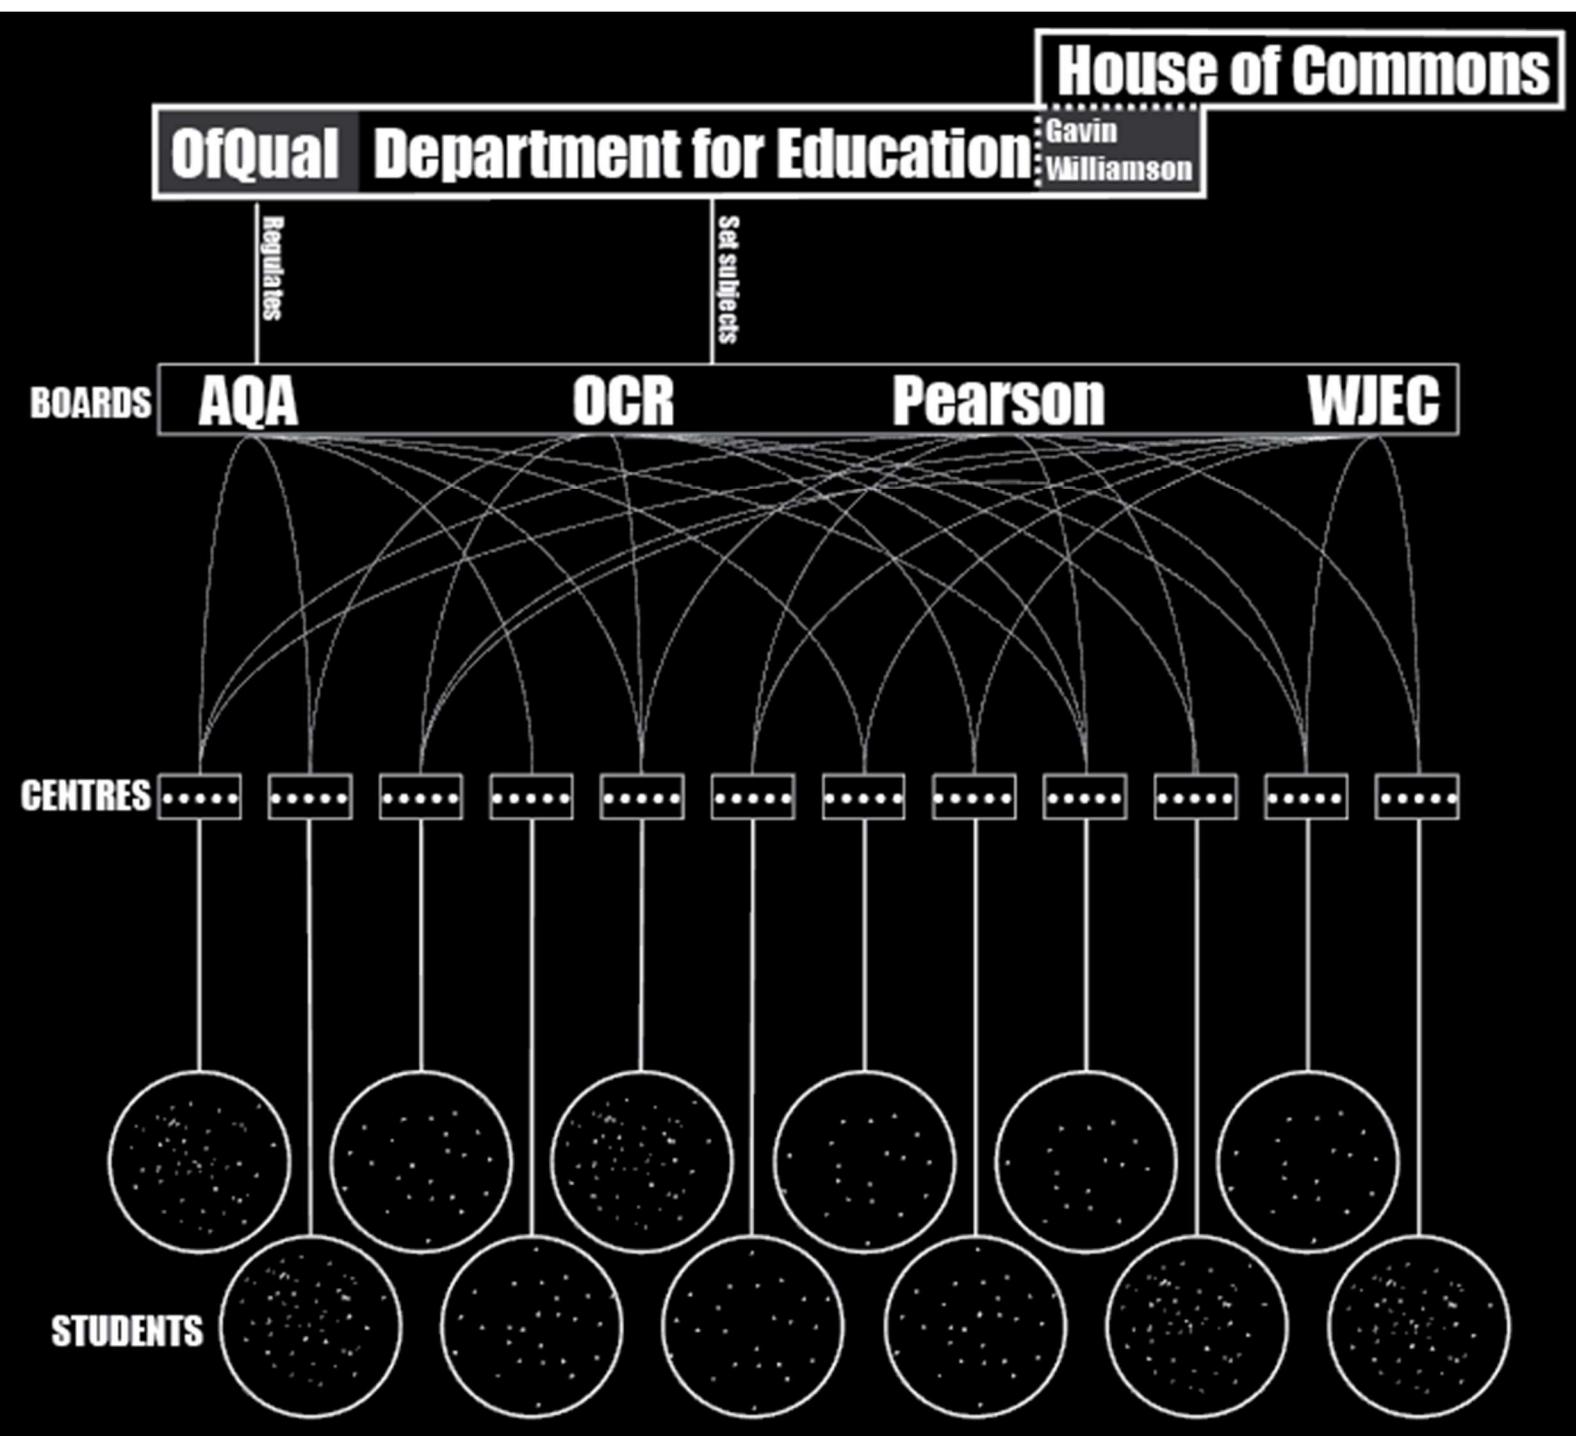 House of Commons
OfQual Department for Education
Gavin
Williamson
Regulates
Set subjects
BOARDS AQA OCR Pearson WJEC
CENTRES
STUDENTS